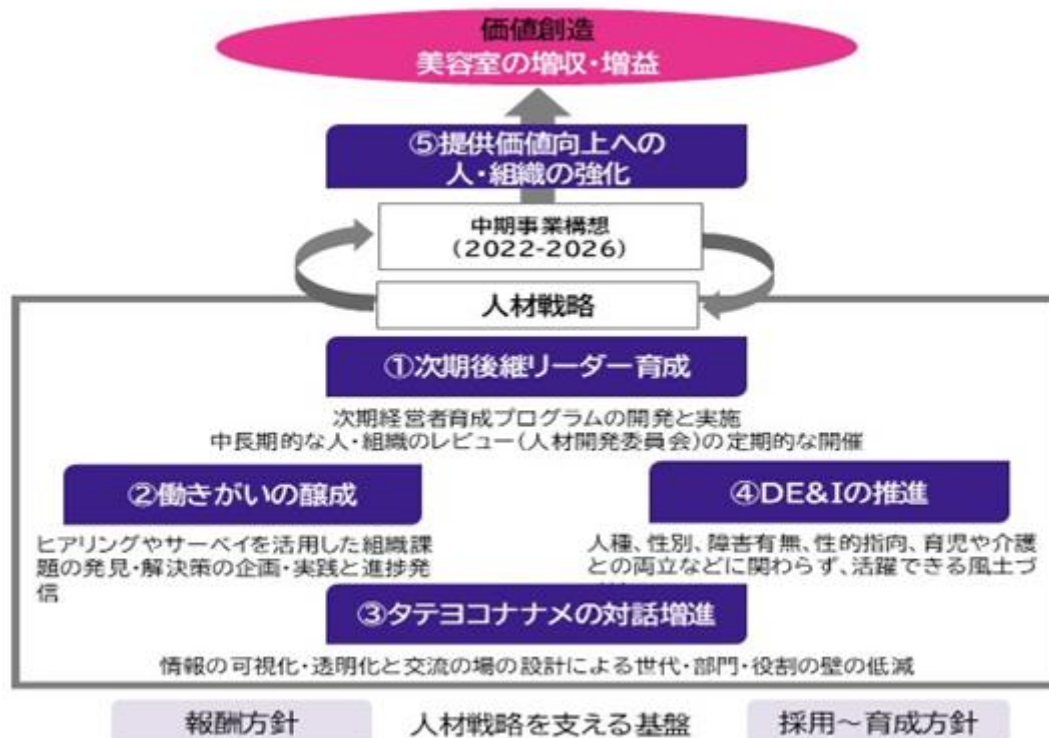 価値創造
美容室の増収・増益
⑤提供価値向上への
人・組織の強化
中期事業構想
(2022-2026)
人材戦略
①次期後継リーダー育成
次期経営者育成プログラムの開発と実施
中長期的な人・組織のレビュー(人材開発委員会)の定期的な開催
②働きがいの醸成
ヒアリングやサーベイを活用した組織課
題の発見・解決策の企画・実践と進捗発
信
④DE&Iの推進
人種、性別、障害有無、性的指向、育児や介護
との両立などに関わらず、活躍できる風土づ
③タテヨコナナメの対話増進
情報の可視化・透明化と交流の場の設計による世代・部門・役割の壁の低減
報酬方針
人材戦略を支える基盤
採用～育成方針